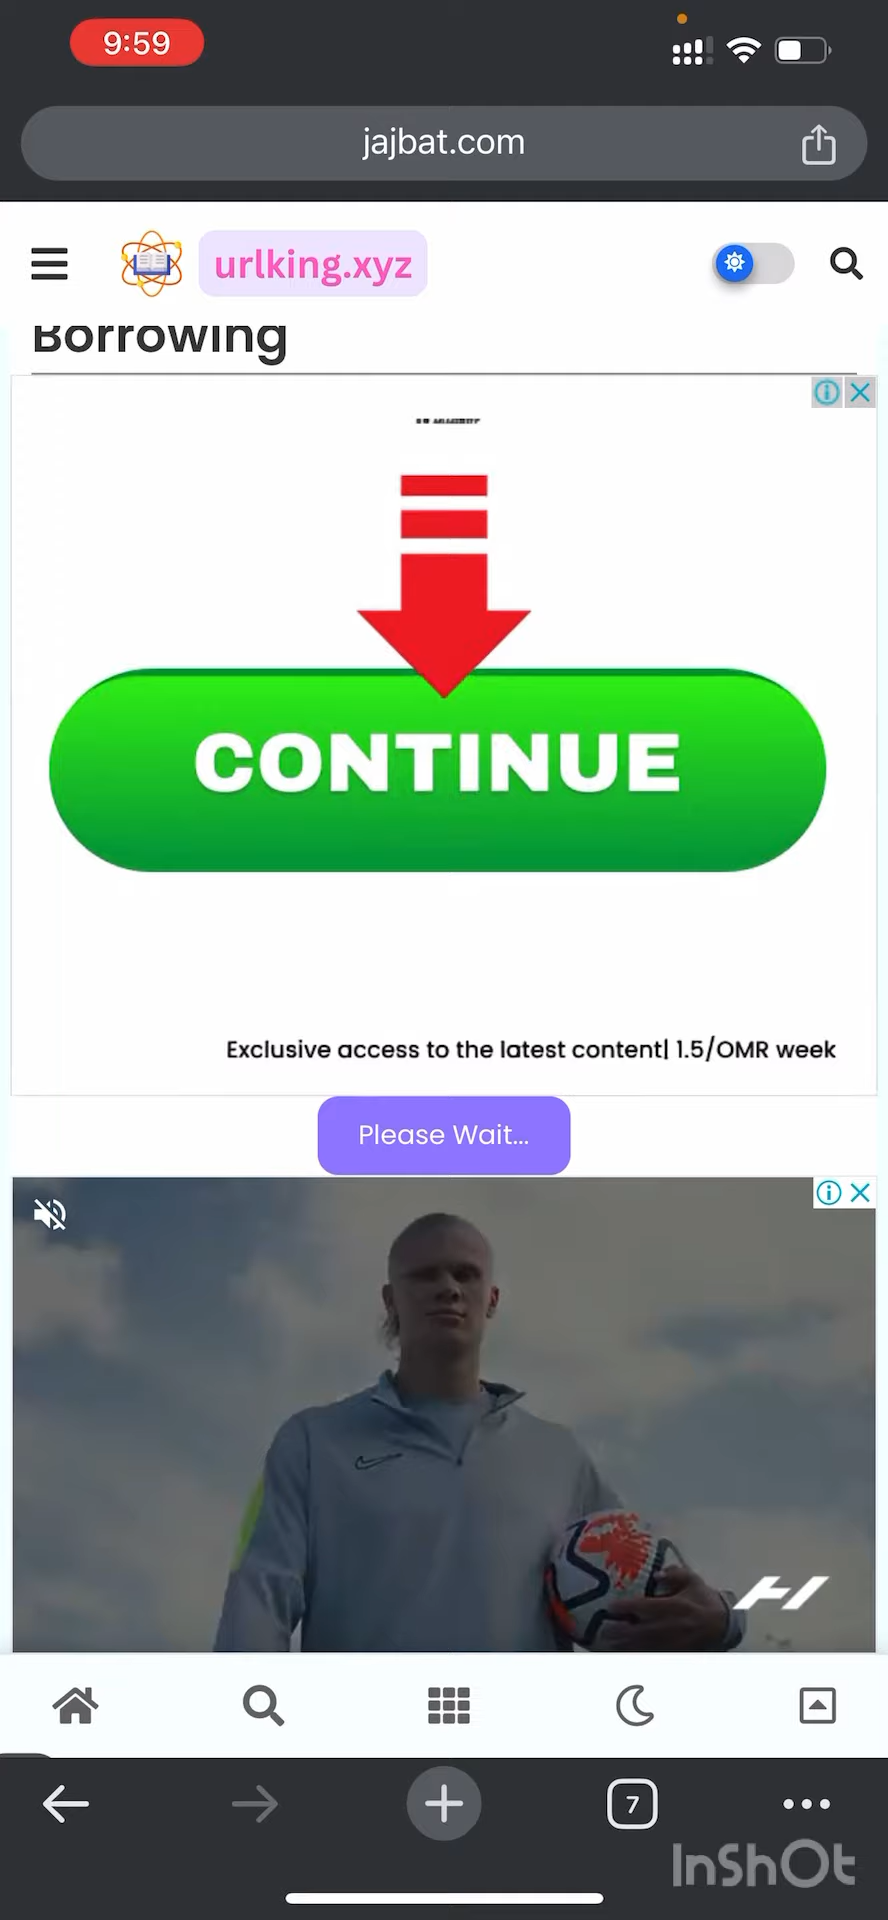 9:59
jajbat.com
urlking.xyz
Borrowing
CONTINUE
Exclusive access to the latest content| 1.5/OMR week
Please Wait...
7
InShOt